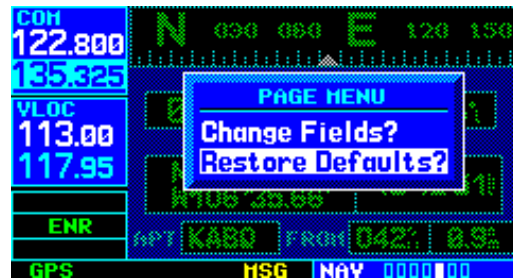 COM
122.800
135.325
VLOC
113.00
117.95
ENR
GPS
N 030 060 E 120 150
PAGE MENU
Change Fields?
Restore Defaults?
APT KABQ FROM 042°
MSG NAV